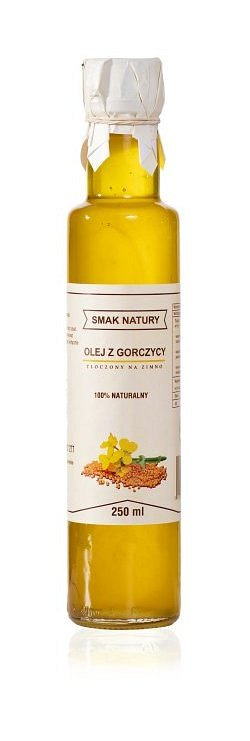 SMAK NATURY
OLEJ Z GORCZYCY
TŁOCZONY NA ZIMNO
100% NATURALNY
250 ml